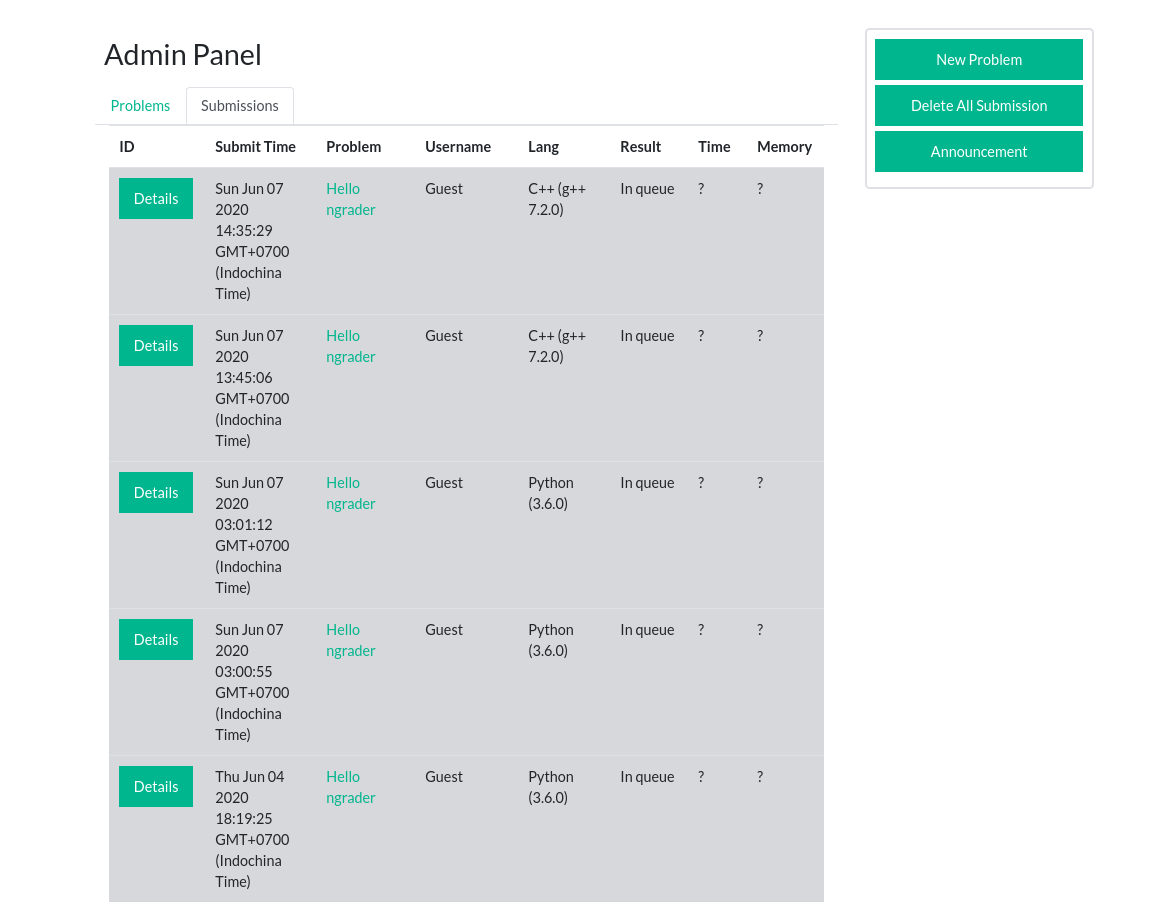 Admin Panel
New Problem
Delete All Submission
Announcement
Problems Submissions
ID Submit Time Problem Username Lang Result Time Memory
Details Sun Jun 07 Hello Guest C++ (g++ In queue ? ?
2020 ngrader 7.2.0)
14:35:29
GMT+0700
(Indochina
Time)
Details Sun Jun 07 Hello Guest C++ (g++ In queue ? ?
2020 ngrader 7.2.0)
13:45:06
GMT+0700
(Indochina
Time)
Details Sun Jun 07 Hello Guest Python In queue ? ?
2020 ngrader (3.6.0)
03:01:12
GMT+0700
(Indochina
Time)
Details Sun Jun 07 Hello Guest Python In queue ? ?
2020 ngrader (3.6.0)
03:00:55
GMT+0700
(Indochina
Time)
Details Thu Jun 04 Hello Guest Python In queue ? ?
2020 ngrader (3.6.0)
18:19:25
GMT+0700
(Indochina
Time)